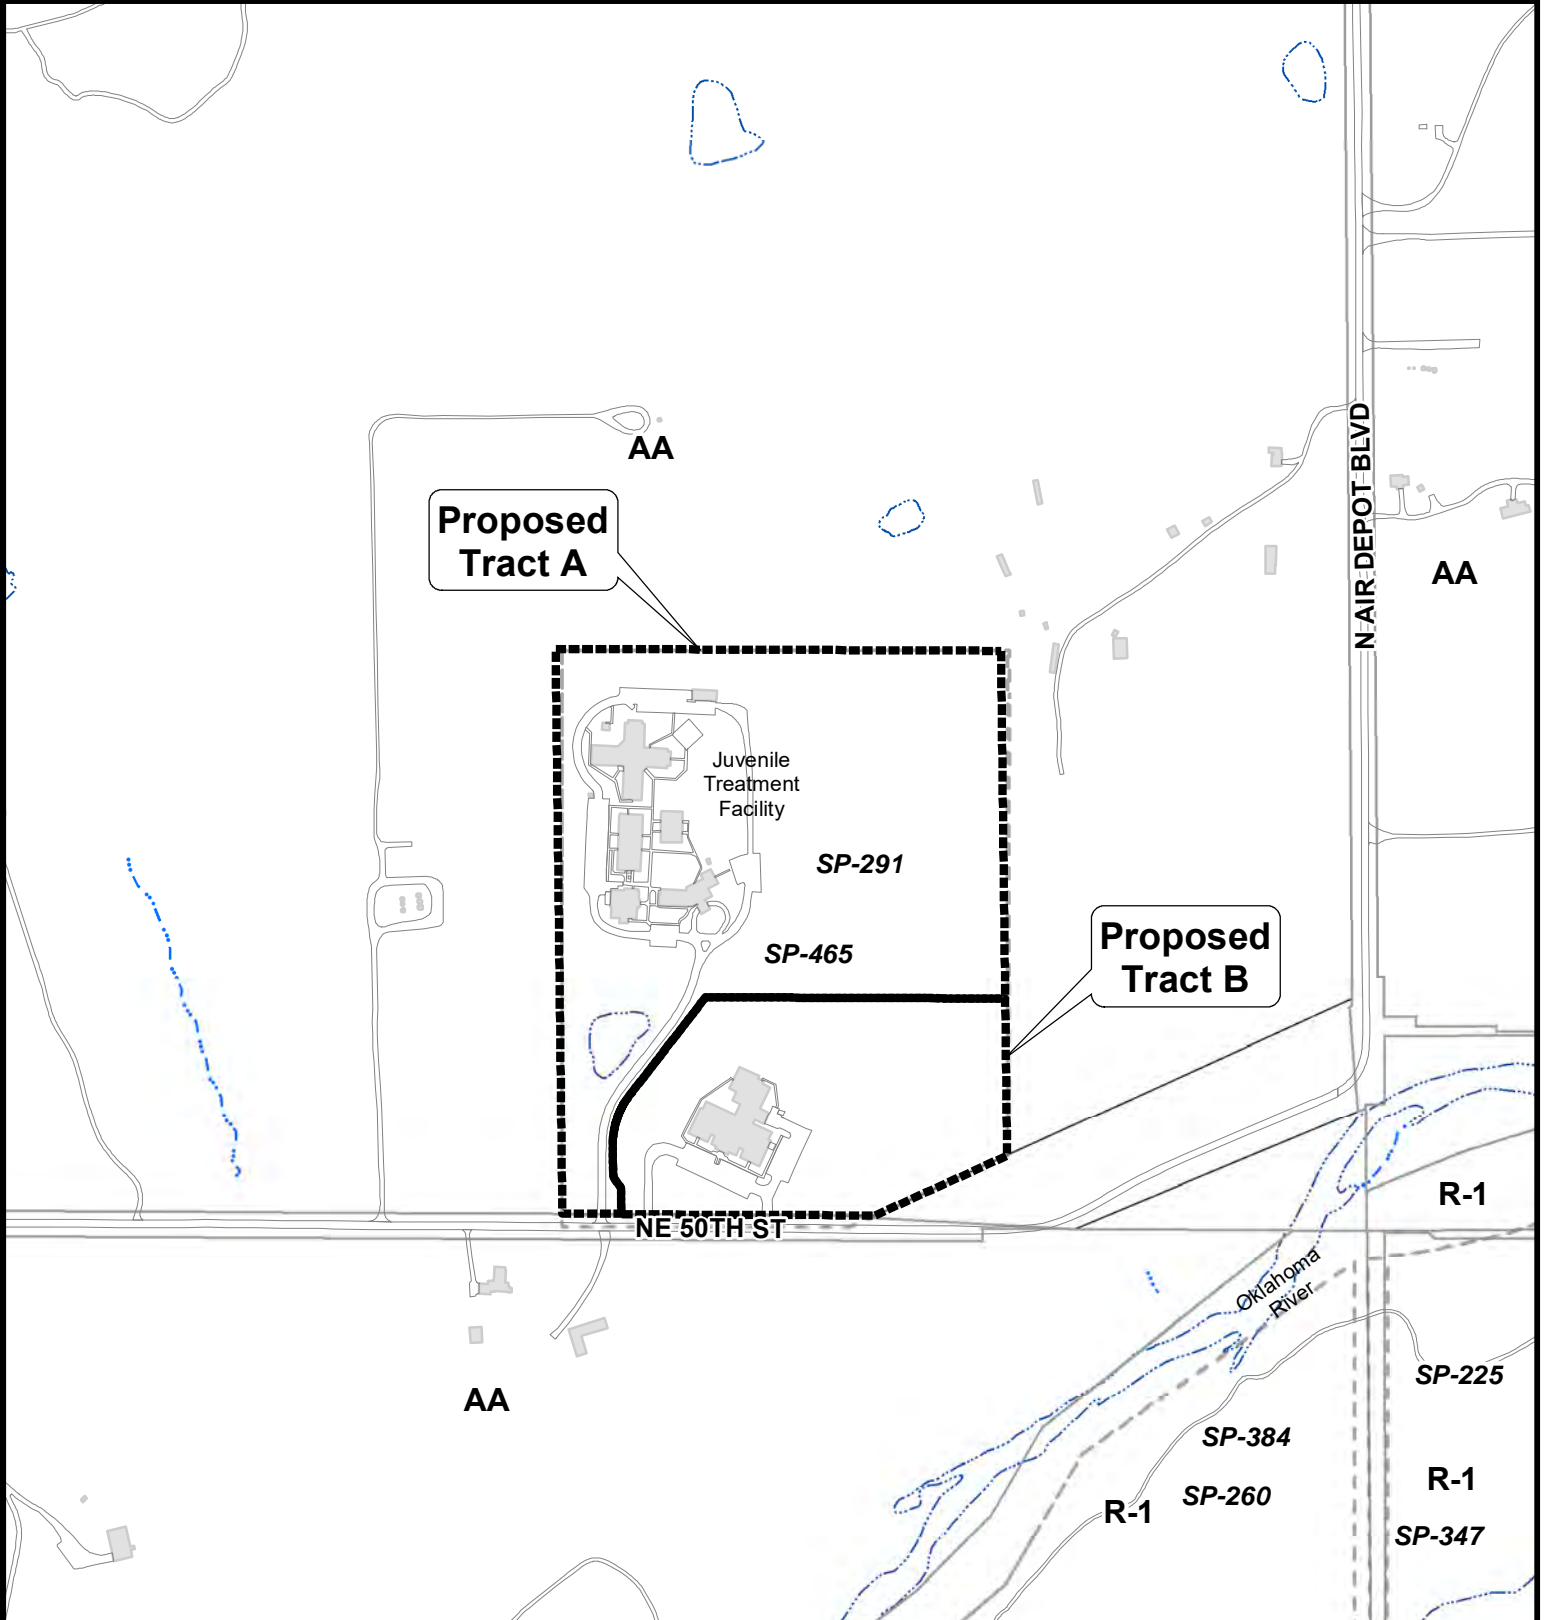 AA
Proposed
Tract A
N AIR DEPOT BLVD
AA
Juvenile
Treatment
Facility
SP-291
SP-465
Proposed
Tract B
R-1
NE 50TH ST
Oklahoma
River
SP-225
AA
SP-384
R-1
SP-260
R-1
SP-347